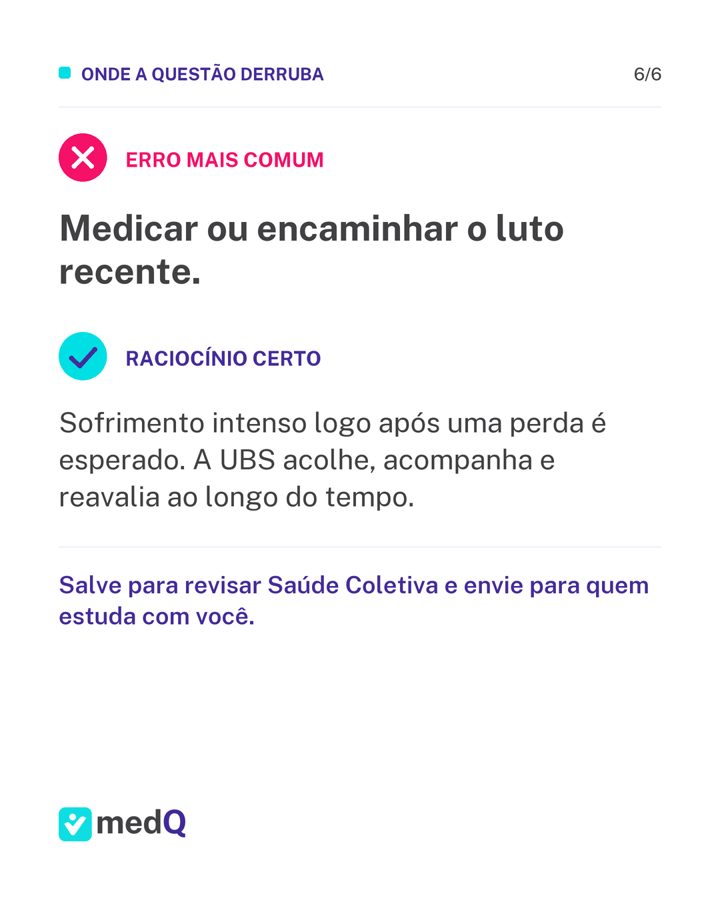 ONDE A QUESTÃO DERRUBA
6/6
ERRO MAIS COMUM
Medicar ou encaminhar o luto
recente.
RACIOCÍNIO CERTO
Sofrimento intenso logo após uma perda é
esperado. A UBS acolhe, acompanha e
reavalia ao longo do tempo.
Salve para revisar Saúde Coletiva e envie para quem
estuda com você.
medQ